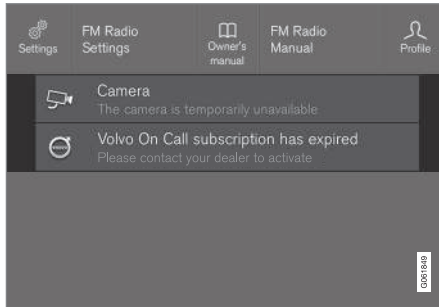 Settings
FM Radio
Settings
Owner's
manual
FM Radio
Manual
Profile
Camera
The camera is temporarily unavailable
Volvo On Call subscription has expired
Please contact your dealer to activate
G061849